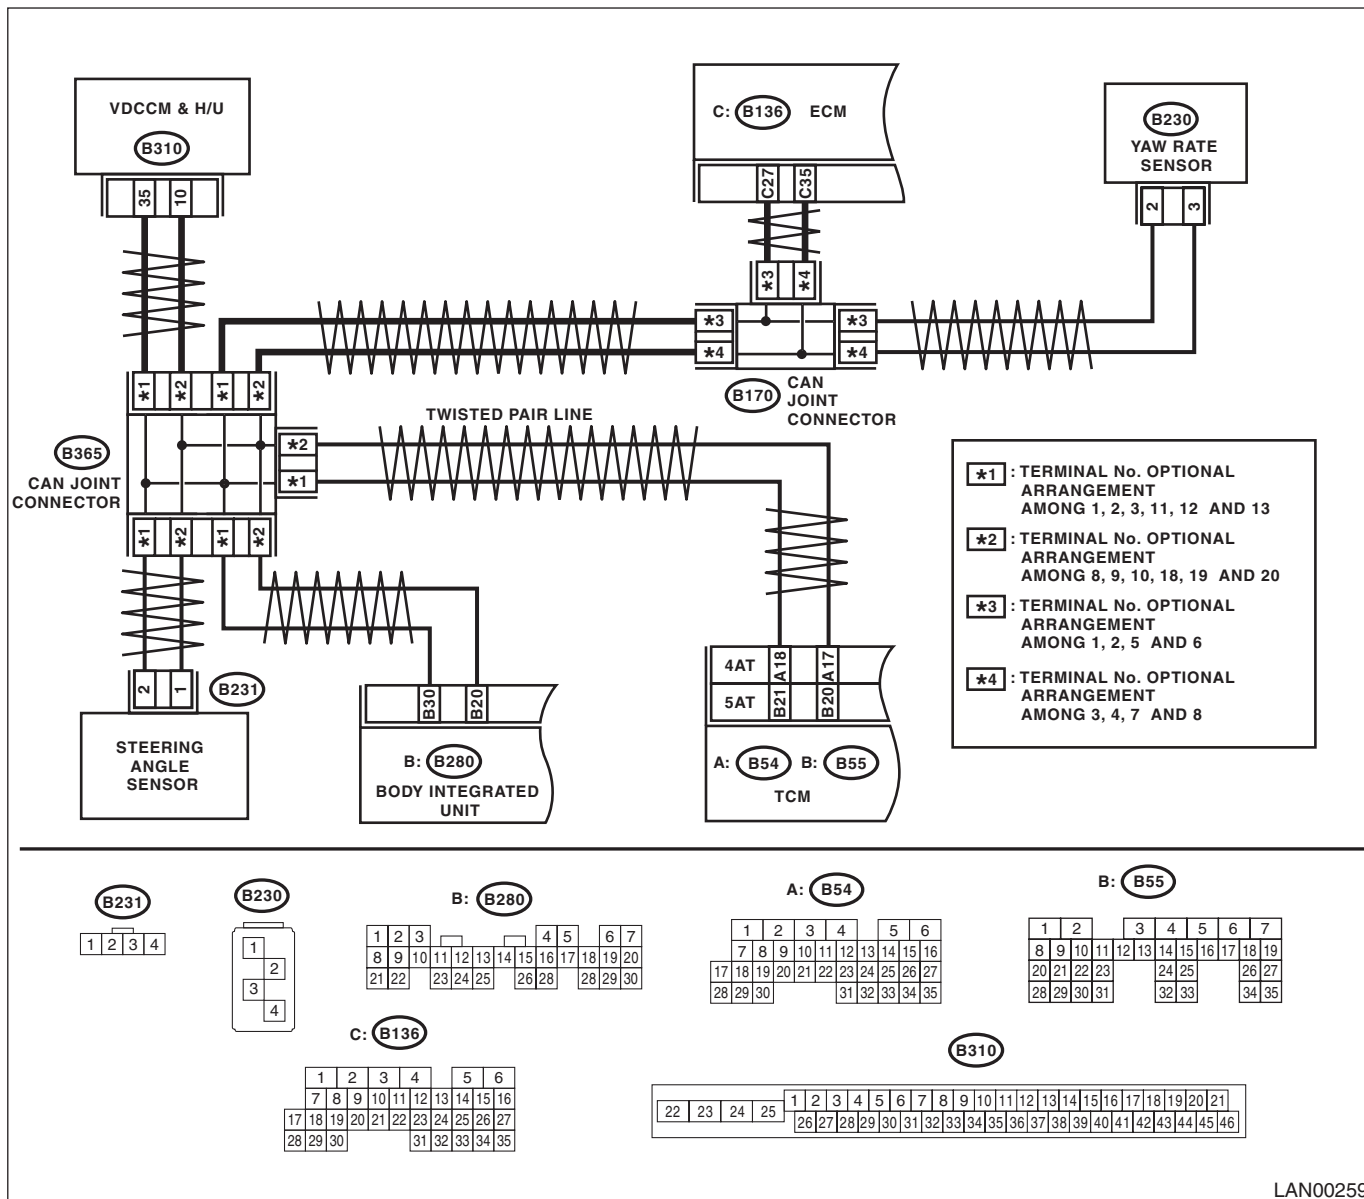 VDCCM & H/U
B310
35 10
C: B136 ECM
C27 C35
B230
YAW RATE
SENSOR
2 3
*3 *4
*3 *3
*4 *4
B170 CAN
JOINT
CONNECTOR
*1 *2 *1 *2
B365
CAN JOINT
CONNECTOR
*2
*1
TWISTED PAIR LINE
*1 *2 *1 *2
*1 : TERMINAL No. OPTIONAL
ARRANGEMENT
AMONG 1, 2, 3, 11, 12 AND 13
*2 : TERMINAL No. OPTIONAL
ARRANGEMENT
AMONG 8, 9, 10, 18, 19 AND 20
*3 : TERMINAL No. OPTIONAL
ARRANGEMENT
AMONG 1, 2, 5 AND 6
*4 : TERMINAL No. OPTIONAL
ARRANGEMENT
AMONG 3, 4, 7 AND 8
2 1
B231
STEERING
ANGLE
SENSOR
B30 B20
B: B280
BODY INTEGRATED
UNIT
4AT A18 A17
5AT B21 B20
A: B54 B: B55
TCM
B231
1 2 3 4
B230
1
2
3
4
B: B280
1 2 3 4 5 6 7
8 9 10 11 12 13 14 15 16 17 18 19 20
21 22 23 24 25 26 28 28 29 30
A: B54
1 2 3 4 5 6
7 8 9 10 11 12 13 14 15 16
17 18 19 20 21 22 23 24 25 26 27
28 29 30 31 32 33 34 35
B: B55
1 2 3 4 5 6 7
8 9 10 11 12 13 14 15 16 17 18 19
20 21 22 23 24 25 26 27
28 29 30 31 32 33 34 35
C: B136
1 2 3 4 5 6
7 8 9 10 11 12 13 14 15 16
17 18 19 20 21 22 23 24 25 26 27
28 29 30 31 32 33 34 35
B310
22 23 24 25 1 2 3 4 5 6 7 8 9 10 11 12 13 14 15 16 17 18 19 20 21
26 27 28 29 30 31 32 33 34 35 36 37 38 39 40 41 42 43 44 45 46
LAN00259